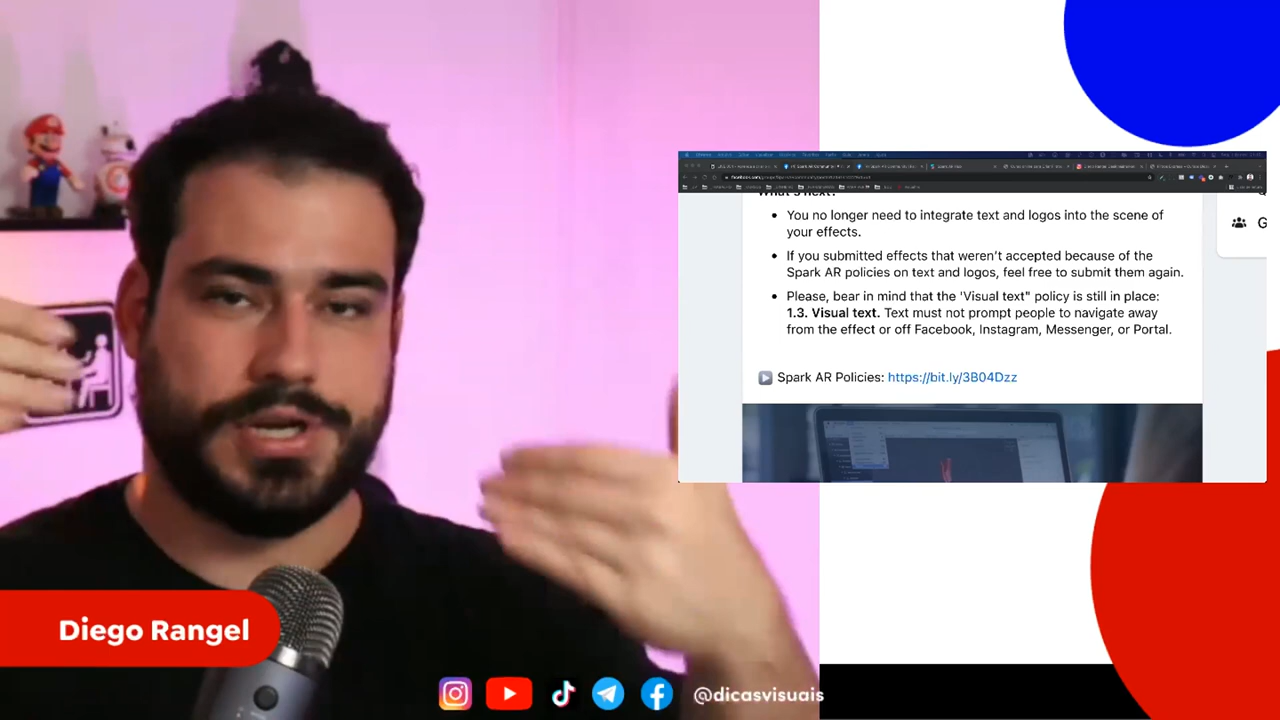 What's next?
You no longer need to integrate text and logos into the scene of
your effects.
If you submitted effects that weren't accepted because of the
Spark AR policies on text and logos, feel free to submit them again.
Please, bear in mind that the 'Visual text" policy is still in place:
1.3. Visual text. Text must not prompt people to navigate away
from the effect or off Facebook, Instagram, Messenger, or Portal.
Spark AR Policies: https://bit.ly/3B04Dzz
G
Diego Rangel
@dicasvisuais